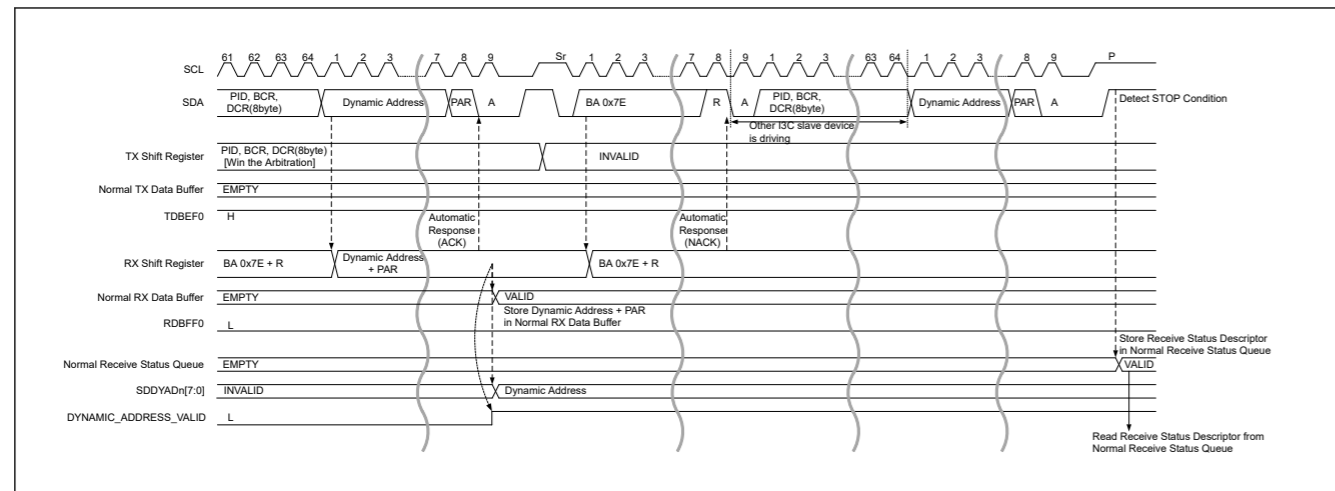 61 62 63 64 1 2 3 7 8 9 Sr 1 2 3 7 8 9 1 2 3 63 64 1 2 3 8 9 P
SCL
SDA
PID, BCR,
DCR(8byte)
Dynamic Address
PAR
A
BA 0x7E
R
A
PID, BCR,
DCR(8byte)
Dynamic Address
PAR
A
Detect STOP Condition
Other I3C slave device
is driving
TX Shift Register
PID, BCR, DCR(8byte)
[Win the Arbitration]
INVALID
Normal TX Data Buffer
EMPTY
TDBEF0
H
Automatic
Response
(ACK)
Automatic
Response
(NACK)
RX Shift Register
BA 0x7E + R
Dynamic Address
+ PAR
BA 0x7E + R
Normal RX Data Buffer
EMPTY
VALID
Store Dynamic Address + PAR
in Normal RX Data Buffer
RDBFF0
L
Store Receive Status Descriptor
in Normal Receive Status Queue
Normal Receive Status Queue
EMPTY
VALID
SDDYADn[7:0]
INVALID
Dynamic Address
DYNAMIC_ADDRESS_VALID
L
Read Receive Status Descriptor from
Normal Receive Status Queue